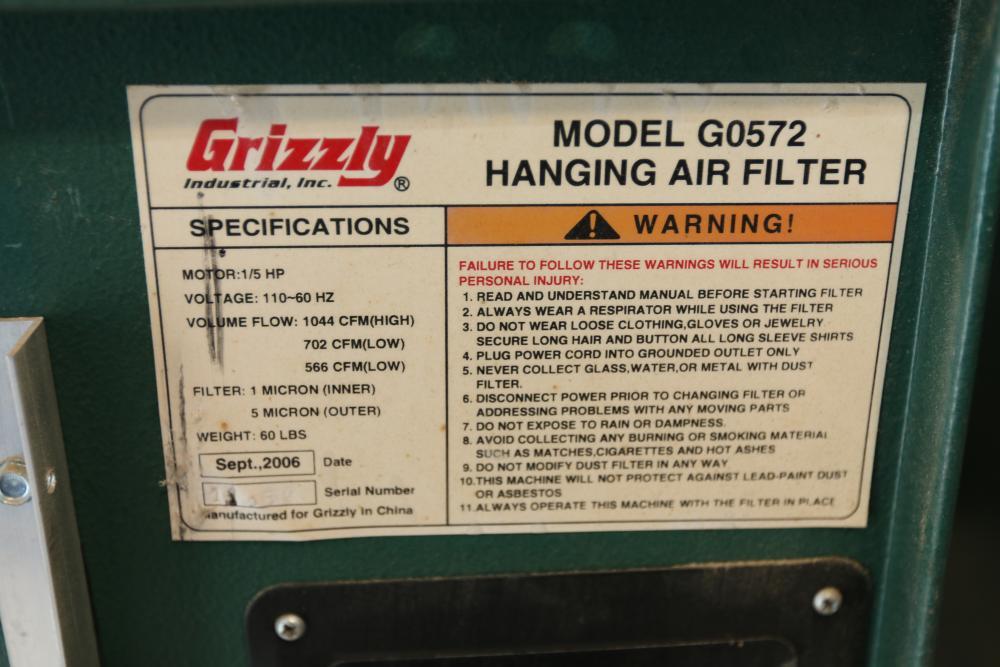 Grizzly
Industrial, Inc. ®
MODEL G0572
HANGING AIR FILTER
SPECIFICATIONS
MOTOR:1/5 HP
VOLTAGE: 110~60 HZ
VOLUME FLOW: 1044 CFM(HIGH)
702 CFM(LOW)
566 CFM(LOW)
FILTER: 1 MICRON (INNER)
5 MICRON (OUTER)
WEIGHT: 60 LBS
Sept.,2006 Date
Serial Number
anufactured for Grizzly in China
WARNING!
FAILURE TO FOLLOW THESE WARNINGS WILL RESULT IN SERIOUS
PERSONAL INJURY:
1. READ AND UNDERSTAND MANUAL BEFORE STARTING FILTER
2. ALWAYS WEAR A RESPIRATOR WHILE USING THE FILTER
3. DO NOT WEAR LOOSE CLOTHING,GLOVES OR JEWELRY
SECURE LONG HAIR AND BUTTON ALL LONG SLEEVE SHIRTS
4. PLUG POWER CORD INTO GROUNDED OUTLET ONLY
5. NEVER COLLECT GLASS,WATER,OR METAL WITH DUST
FILTER.
6. DISCONNECT POWER PRIOR TO CHANGING FILTER OR
ADDRESSING PROBLEMS WITH ANY MOVING PARTS
7. DO NOT EXPOSE TO RAIN OR DAMPNESS.
8. AVOID COLLECTING ANY BURNING OR SMOKING MATERIAL
SUCH AS MATCHES,CIGARETTES AND HOT ASHES
9. DO NOT MODIFY DUST FILTER IN ANY WAY
10.THIS MACHINE WILL NOT PROTECT AGAINST LEAD-PAINT DUST
OR ASBESTOS
11.ALWAYS OPERATE THIS MACHINE WITH THE FILTER IN PLACE